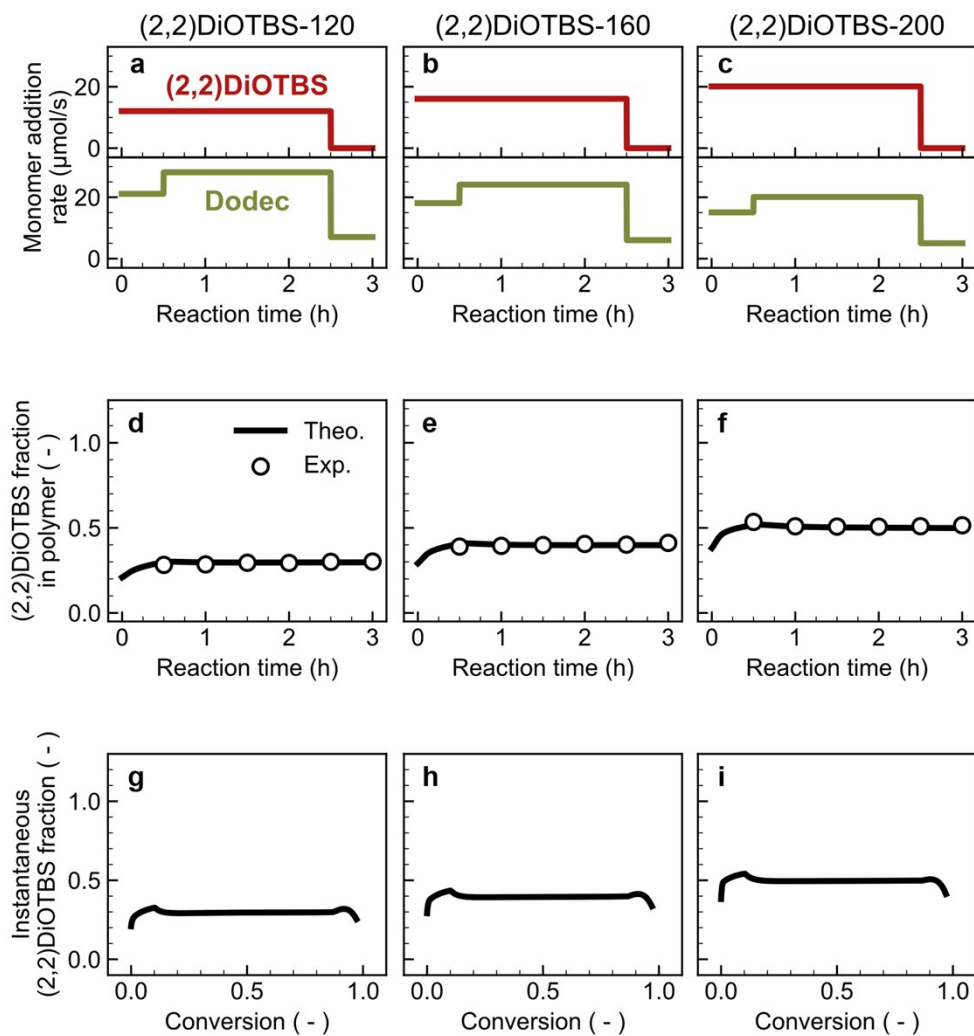 (2,2)DiOTBS-120 (2,2)DiOTBS-160 (2,2)DiOTBS-200
a b c
(2,2)DiOTBS
Monomer addition
rate (μmol/s)
20
0
Dodec
20
0
0 1 2 3 0 1 2 3 0 1 2 3
Reaction time (h) Reaction time (h) Reaction time (h)
d e f
(2,2)DiOTBS fraction
in polymer ( - )
Theo.
Exp.
1.0
0.5
0.0
0 1 2 3 0 1 2 3 0 1 2 3
Reaction time (h) Reaction time (h) Reaction time (h)
g h i
Instantaneous
(2,2)DiOTBS fraction ( - )
1.0
0.5
0.0
0.0 0.5 1.0 0.0 0.5 1.0 0.0 0.5 1.0
Conversion ( - ) Conversion ( - ) Conversion ( - )